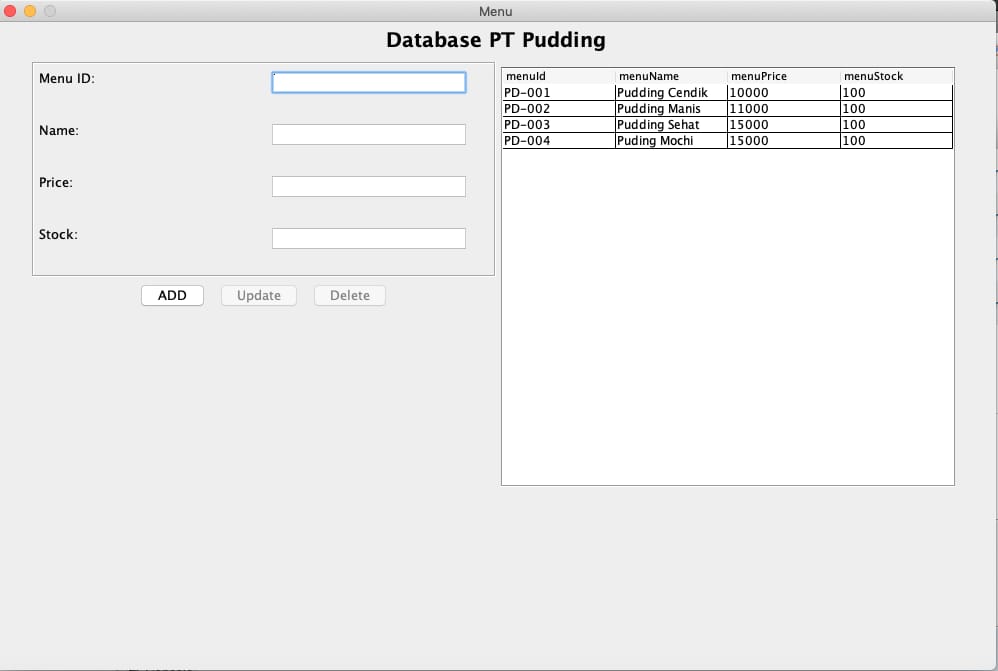 Menu
Database PT Pudding
Menu ID:
Name:
Price:
Stock:
ADD Update Delete
menuId menuName menuPrice menuStock
PD-001 Pudding Cendik 10000 100
PD-002 Pudding Manis 11000 100
PD-003 Pudding Sehat 15000 100
PD-004 Puding Mochi 15000 100